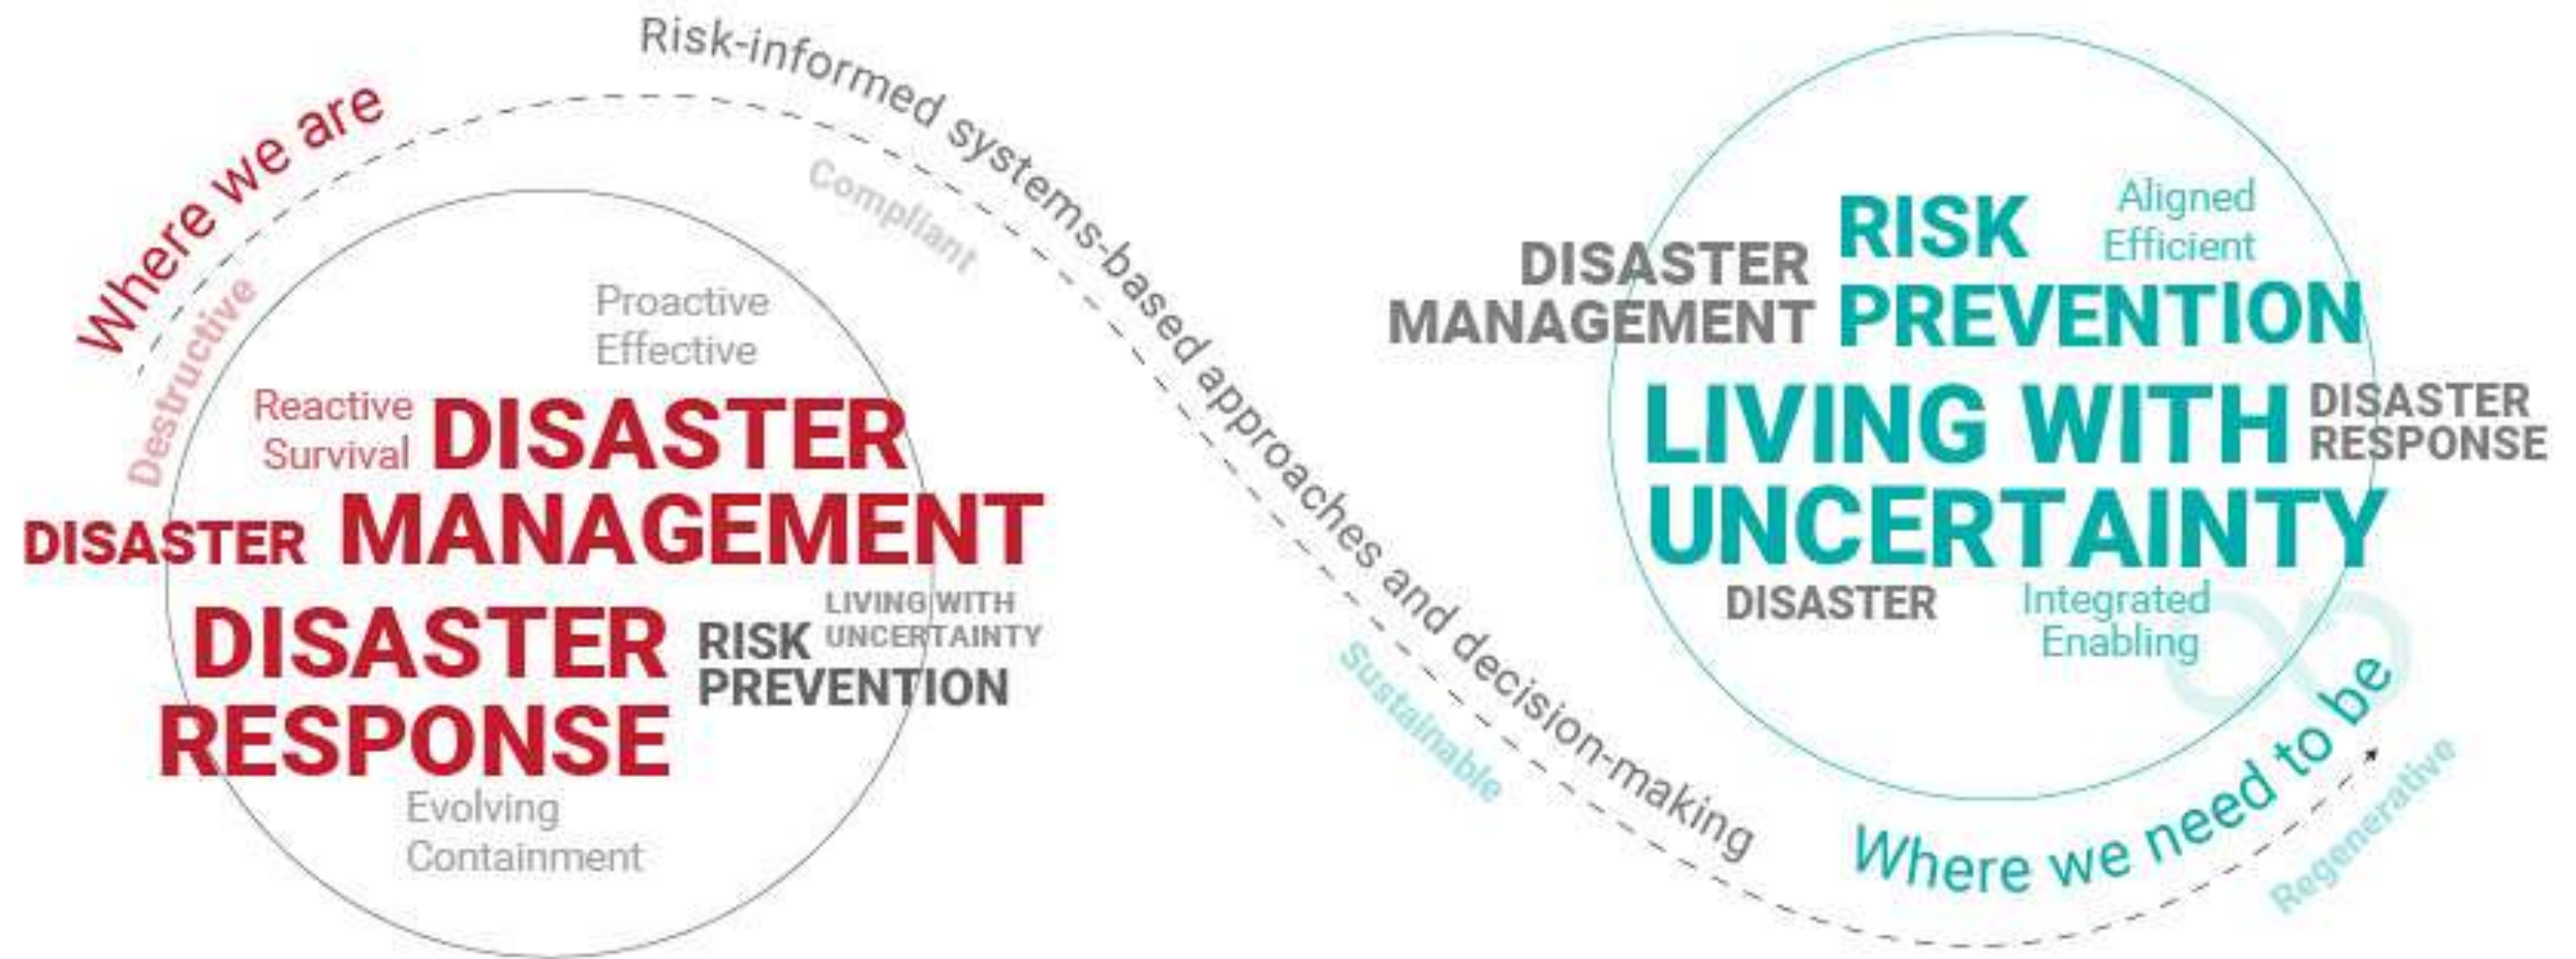 Where we are
Destructive
Risk-informed systems-based approaches and decision-making
Compliant
Proactive
Effective
Reactive
Survival
DISASTER
MANAGEMENT
DISASTER
DISASTER
RESPONSE
LIVING WITH
UNCERTAINTY
RISK
PREVENTION
Evolving
Containment
Sustainable
DISASTER
MANAGEMENT
RISK
PREVENTION
Aligned
Efficient
LIVING WITH
UNCERTAINTY
DISASTER
RESPONSE
DISASTER
Integrated
Enabling
Where we need to be
Regenerative